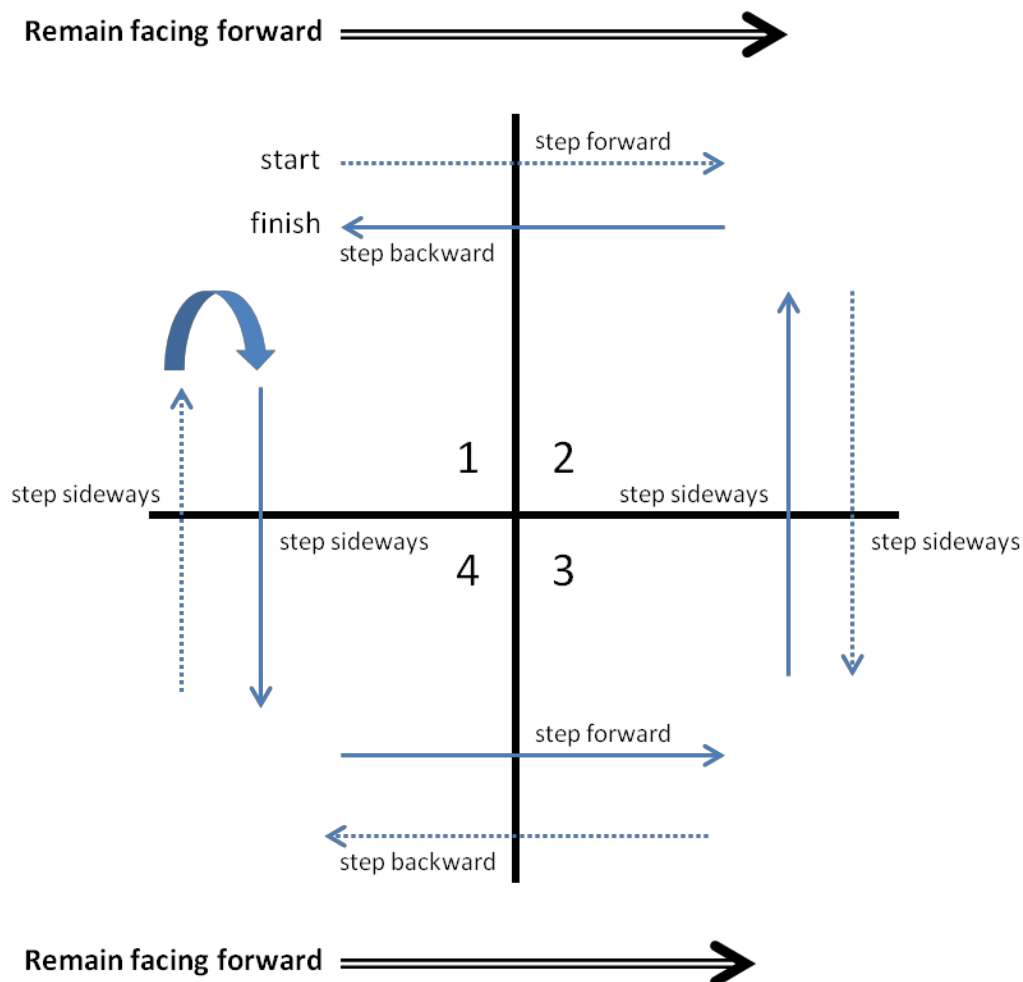 Remain facing forward
start
step forward
finish
step backward
1
2
step sideways
step sideways
step sideways
step sideways
4
3
step forward
step backward
Remain facing forward